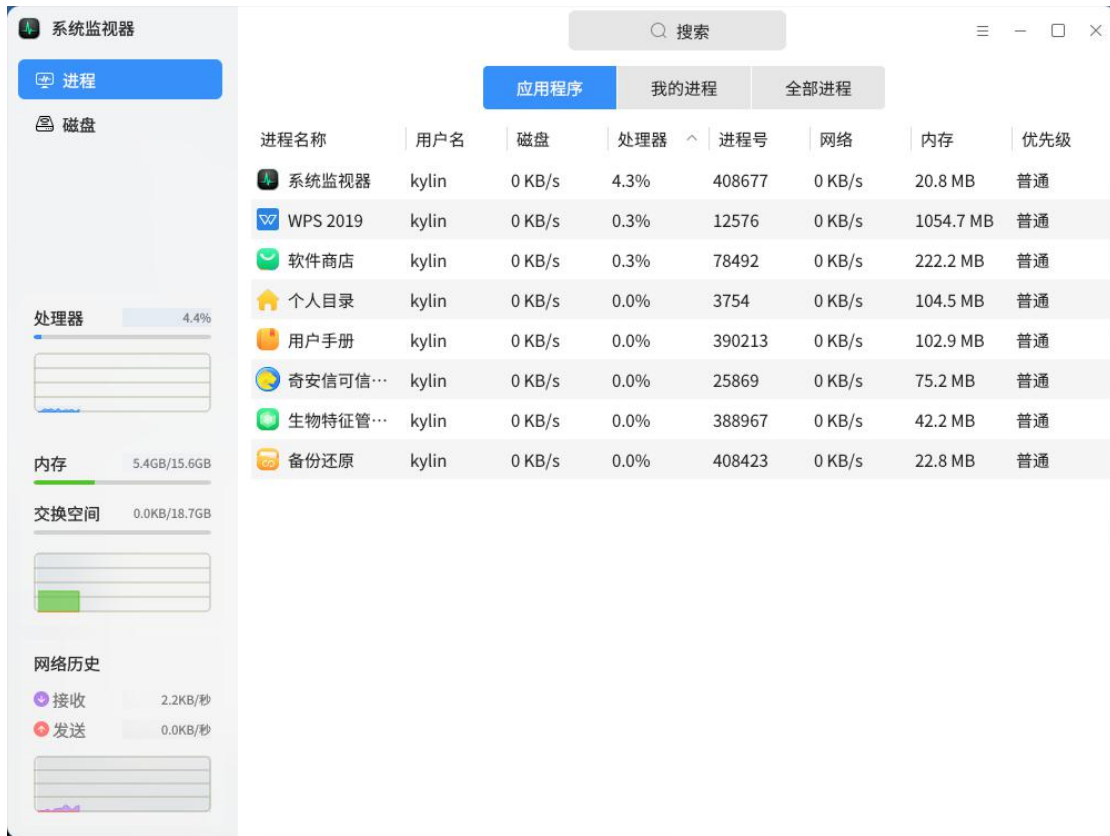 系统监视器
搜索
进程
磁盘
应用程序 我的进程 全部进程
进程名称 用户名 磁盘 处理器 进程号 网络 内存 优先级
系统监视器 kylin 0 KB/s 4.3% 408677 0 KB/s 20.8 MB 普通
WPS 2019 kylin 0 KB/s 0.3% 12576 0 KB/s 1054.7 MB 普通
软件商店 kylin 0 KB/s 0.3% 78492 0 KB/s 222.2 MB 普通
个人目录 kylin 0 KB/s 0.0% 3754 0 KB/s 104.5 MB 普通
用户手册 kylin 0 KB/s 0.0% 390213 0 KB/s 102.9 MB 普通
奇安信可信… kylin 0 KB/s 0.0% 25869 0 KB/s 75.2 MB 普通
生物特征管… kylin 0 KB/s 0.0% 388967 0 KB/s 42.2 MB 普通
备份还原 kylin 0 KB/s 0.0% 408423 0 KB/s 22.8 MB 普通
处理器 4.4%
内存 5.4GB/15.6GB
交换空间 0.0KB/18.7GB
网络历史
接收 2.2KB/秒
发送 0.0KB/秒